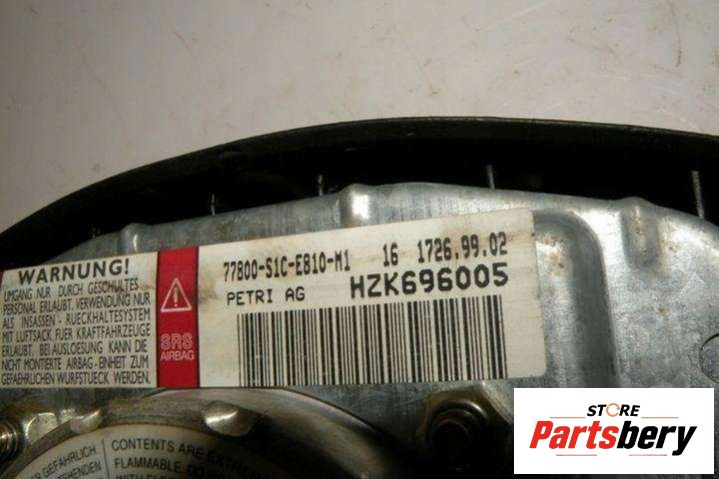 WARNUNG!
UMGANG NUR DURCH GESCHULTES
PERSONAL ERLAUBT. VERWENDUNG NUR
ALS INSASSEN - RUECKHALTESYSTEM
MIT LUFTSACK, FUER KRAFTFAHRZEUGE
ERLAUBT. BEI AUSLOESUNG KANN DIE
NICHT MONTIERTE AIRBAG-EINHEIT ZUM
GEFAEHRLICHEN WURFSTUECK WERDEN.
SRS
AIRBAG
77800-S1C-E810-M1 16 1726.99.02
PETRI AG HZK696005
GEFAEHRLICH.
CONTENTS ARE
FLAMMABLE.
STORE
Partsbery